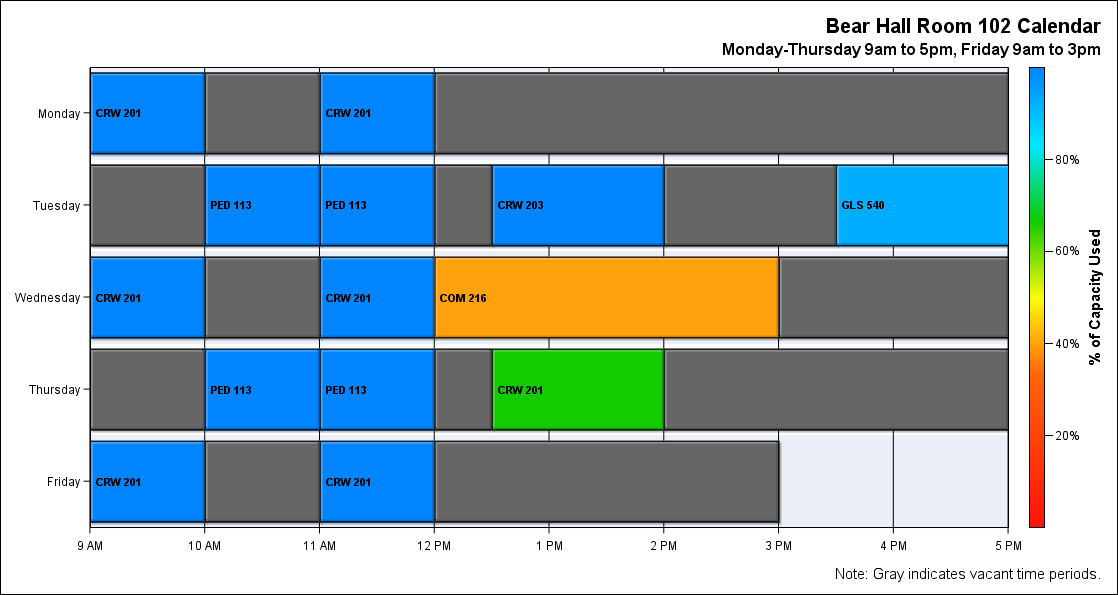 Bear Hall Room 102 Calendar
Monday-Thursday 9am to 5pm, Friday 9am to 3pm
Monday
CRW 201
CRW 201
Tuesday
PED 113
PED 113
CRW 203
GLS 540
Wednesday
CRW 201
CRW 201
COM 216
Thursday
PED 113
PED 113
CRW 201
Friday
CRW 201
CRW 201
9 AM
10 AM
11 AM
12 PM
1 PM
2 PM
3 PM
4 PM
5 PM
80%
60%
40%
20%
% of Capacity Used
Note: Gray indicates vacant time periods.